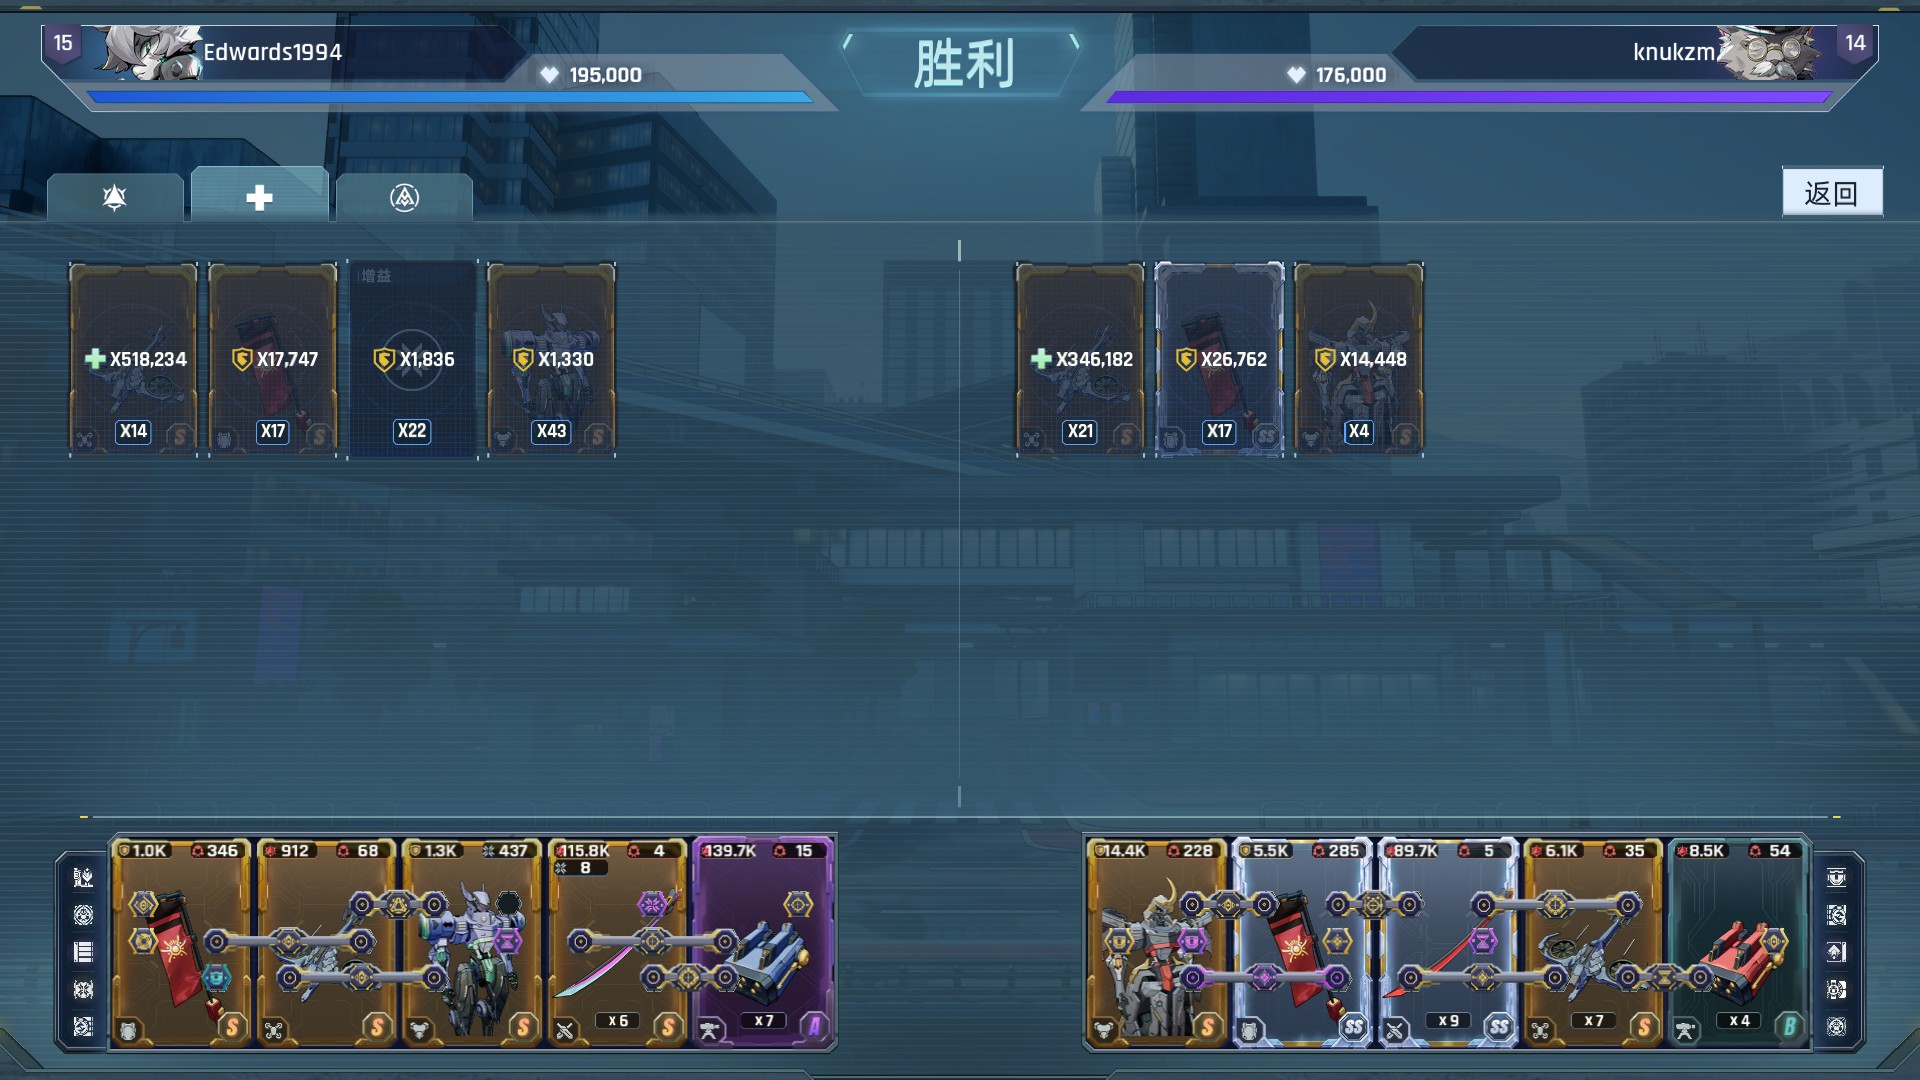 15
Edwards1994
195,000
胜利
176,000
knukzm
14
返回
增益
X518,234
X17,747
X1,836
X1,330
X14
S
X17
S
X22
X43
S
X346,182
X26,762
X14,448
X21
S
X17
SS
X4
S
1.0K 346
912 68
1.3K 437
115.8K 4
8
139.7K 15
S
S
S
x6 S
x7 A
14.4K 228
5.5K 285
89.7K 5
6.1K 35
8.5K 54
S
SS
x9 SS
x7 S
x4 B